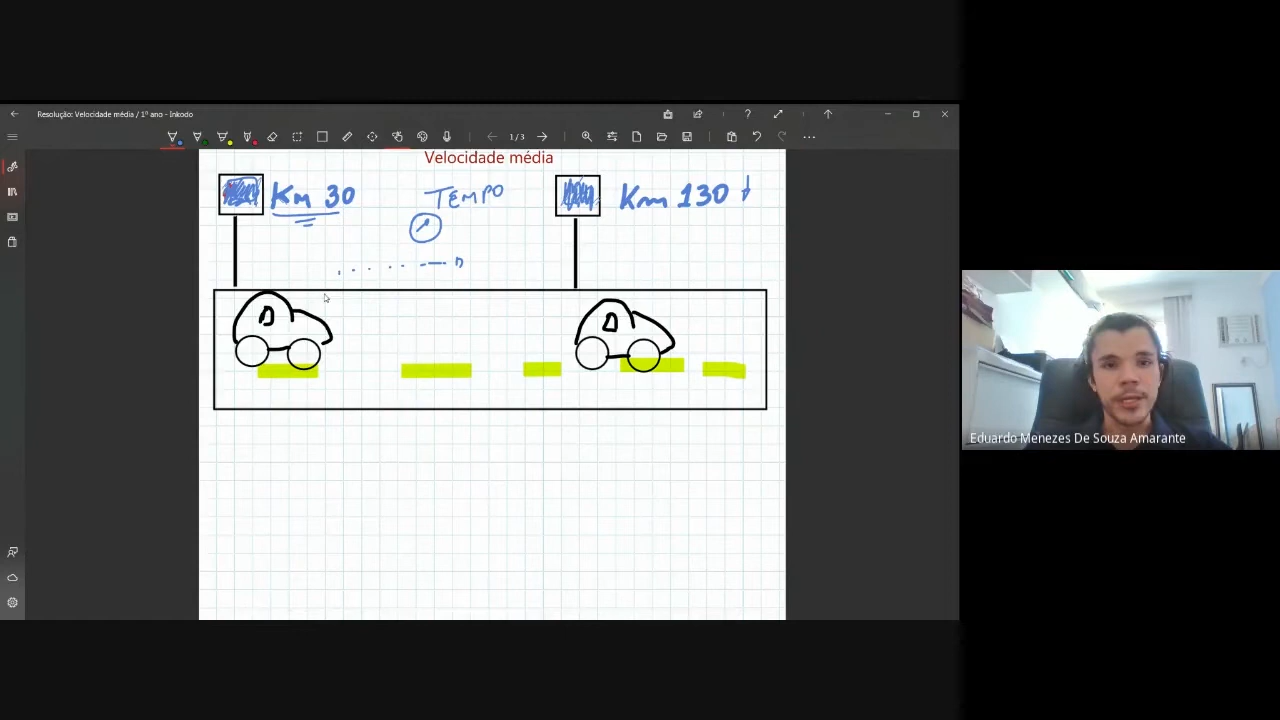 Resolução: Velocidade média / 1º ano - Inkodo
1/3
Velocidade média
Km 30
TEMPO
Km 130
Eduardo Menezes De Souza Amarante